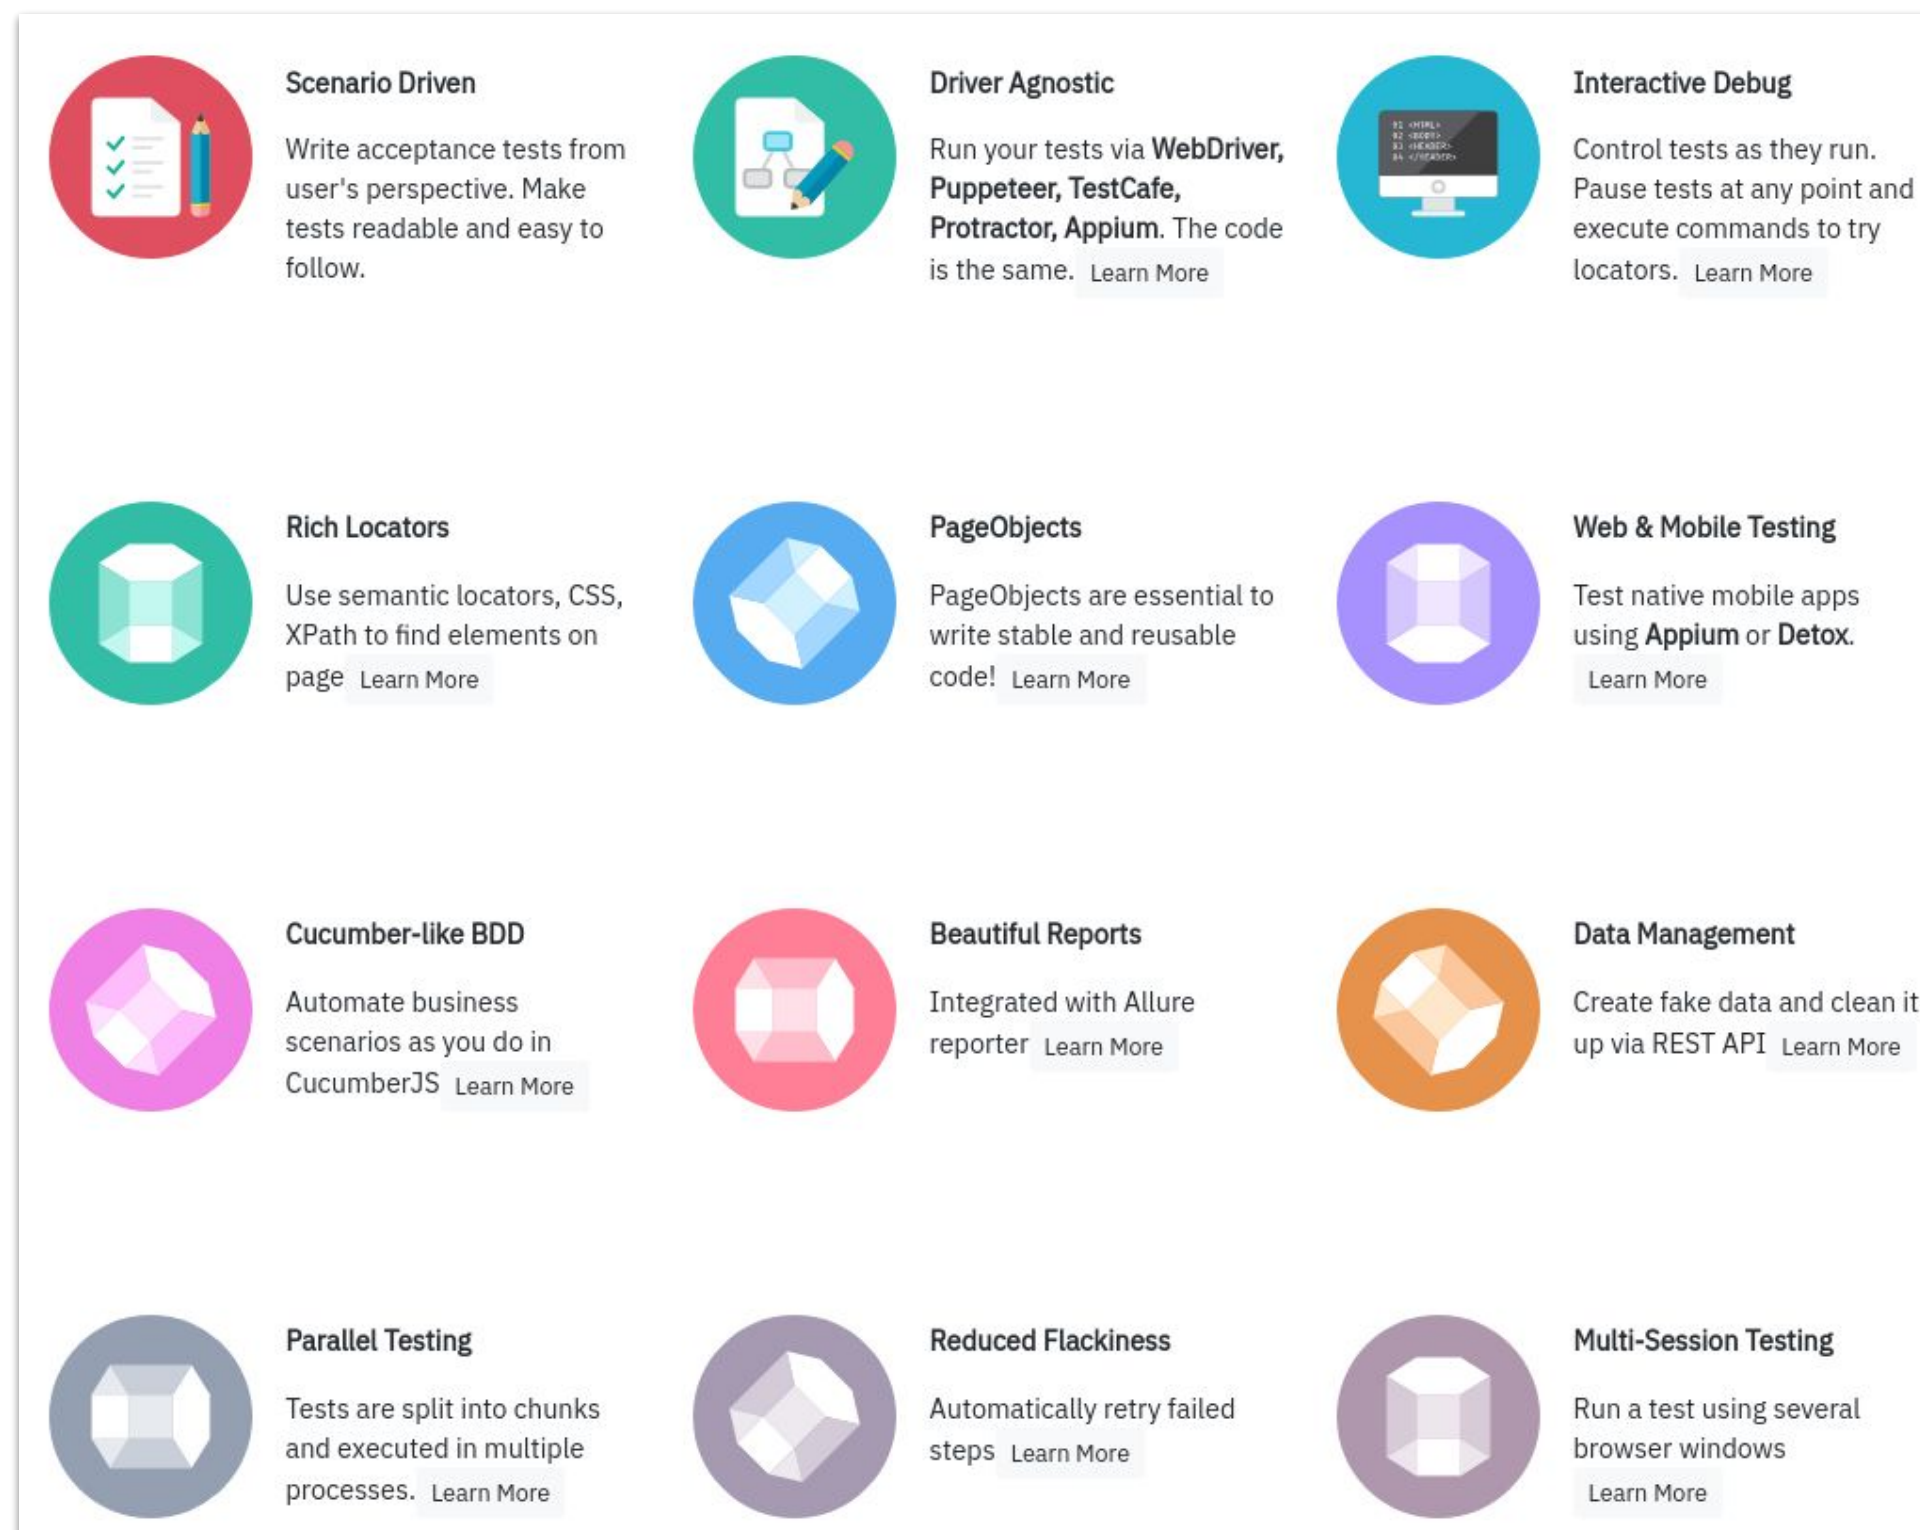 Scenario Driven
Write acceptance tests from
user's perspective. Make
tests readable and easy to
follow.
Driver Agnostic
Run your tests via WebDriver,
Puppeteer, TestCafe,
Protractor, Appium. The code
is the same. Learn More
01 <HTML>
02 <BODY>
03 <HEADER>
04 </HEADER>
Interactive Debug
Control tests as they run.
Pause tests at any point and
execute commands to try
locators. Learn More
Rich Locators
Use semantic locators, CSS,
XPath to find elements on
page Learn More
PageObjects
PageObjects are essential to
write stable and reusable
code! Learn More
Web & Mobile Testing
Test native mobile apps
using Appium or Detox.
Learn More
Cucumber-like BDD
Automate business
scenarios as you do in
CucumberJS Learn More
Beautiful Reports
Integrated with Allure
reporter Learn More
Data Management
Create fake data and clean it
up via REST API Learn More
Parallel Testing
Tests are split into chunks
and executed in multiple
processes. Learn More
Reduced Flackiness
Automatically retry failed
steps Learn More
Multi-Session Testing
Run a test using several
browser windows
Learn More